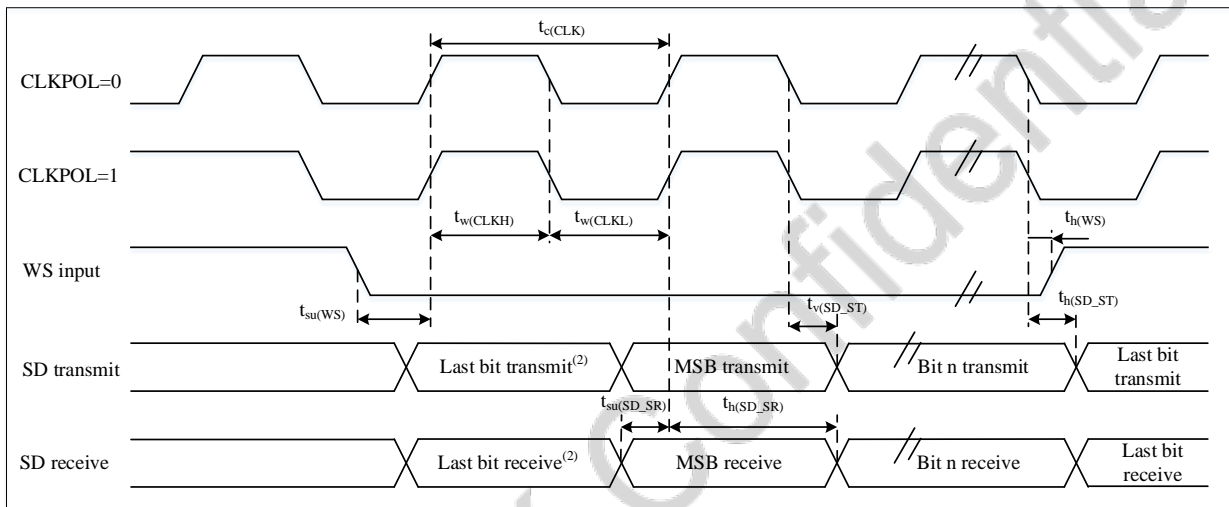 t_c(CLK)
CLKPOL=0
CLKPOL=1
t_w(CLKH)
t_w(CLKL)
t_h(WS)
WS input
t_su(WS)
t_v(SD_ST)
t_h(SD_ST)
SD transmit
Last bit transmit(2)
MSB transmit
Bit n transmit
Last bit
transmit
t_su(SD_SR)
t_h(SD_SR)
SD receive
Last bit receive(2)
MSB receive
Bit n receive
Last bit
receive
Confidential